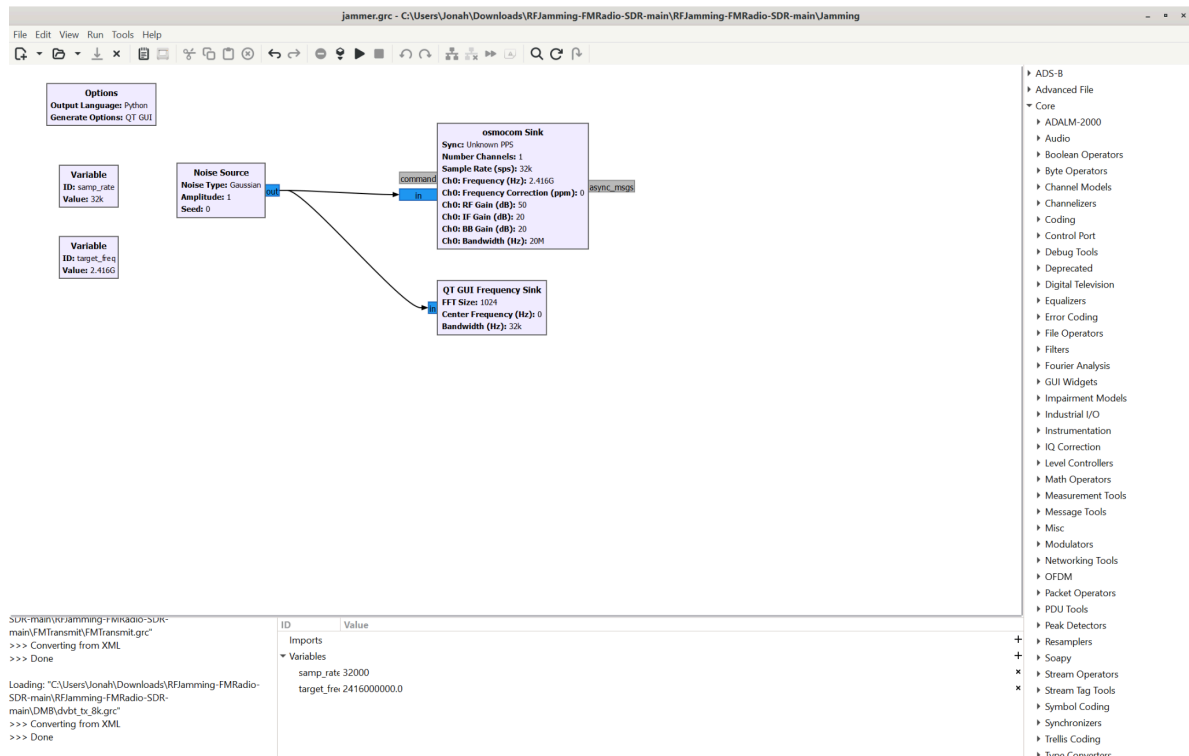 jammer.grc - C:\Users\Jonah\Downloads\RFJamming-FMRadio-SDR-main\RFJamming-FMRadio-SDR-main\Jamming
File Edit View Run Tools Help
Options
Output Language: Python
Generate Options: QT GUI
Variable
ID: samp_rate
Value: 32k
Variable
ID: target_freq
Value: 2.416G
Noise Source
Noise Type: Gaussian
Amplitude: 1
Seed: 0
out
command
in
osmocom Sink
Sync: Unknown PPS
Number Channels: 1
Sample Rate (sps): 32k
Ch0: Frequency (Hz): 2.416G
Ch0: Frequency Correction (ppm): 0
Ch0: RF Gain (dB): 50
Ch0: IF Gain (dB): 20
Ch0: BB Gain (dB): 20
Ch0: Bandwidth (Hz): 20M
async_msgs
in
QT GUI Frequency Sink
FFT Size: 1024
Center Frequency (Hz): 0
Bandwidth (Hz): 32k
ADS-B
Advanced File
Core
ADALM-2000
Audio
Boolean Operators
Byte Operators
Channel Models
Channelizers
Coding
Control Port
Debug Tools
Deprecated
Digital Television
Equalizers
Error Coding
File Operators
Filters
Fourier Analysis
GUI Widgets
Impairment Models
Industrial I/O
Instrumentation
IQ Correction
Level Controllers
Math Operators
Measurement Tools
Message Tools
Misc
Modulators
Networking Tools
OFDM
Packet Operators
PDU Tools
Peak Detectors
Resamplers
Soapy
Stream Operators
Stream Tag Tools
Symbol Coding
Synchronizers
Trellis Coding
Type Converters
SDR-main\RFJamming-FMRadio-SDR-
main\FMTransmit\FMTransmit.grc"
>>> Converting from XML
>>> Done
Loading: "C:\Users\Jonah\Downloads\RFJamming-FMRadio-
SDR-main\RFJamming-FMRadio-SDR-
main\DMB\dvbt_tx_8k.grc"
>>> Converting from XML
>>> Done
ID Value
Imports
Variables
samp_rate 32000
target_fre 2416000000.0